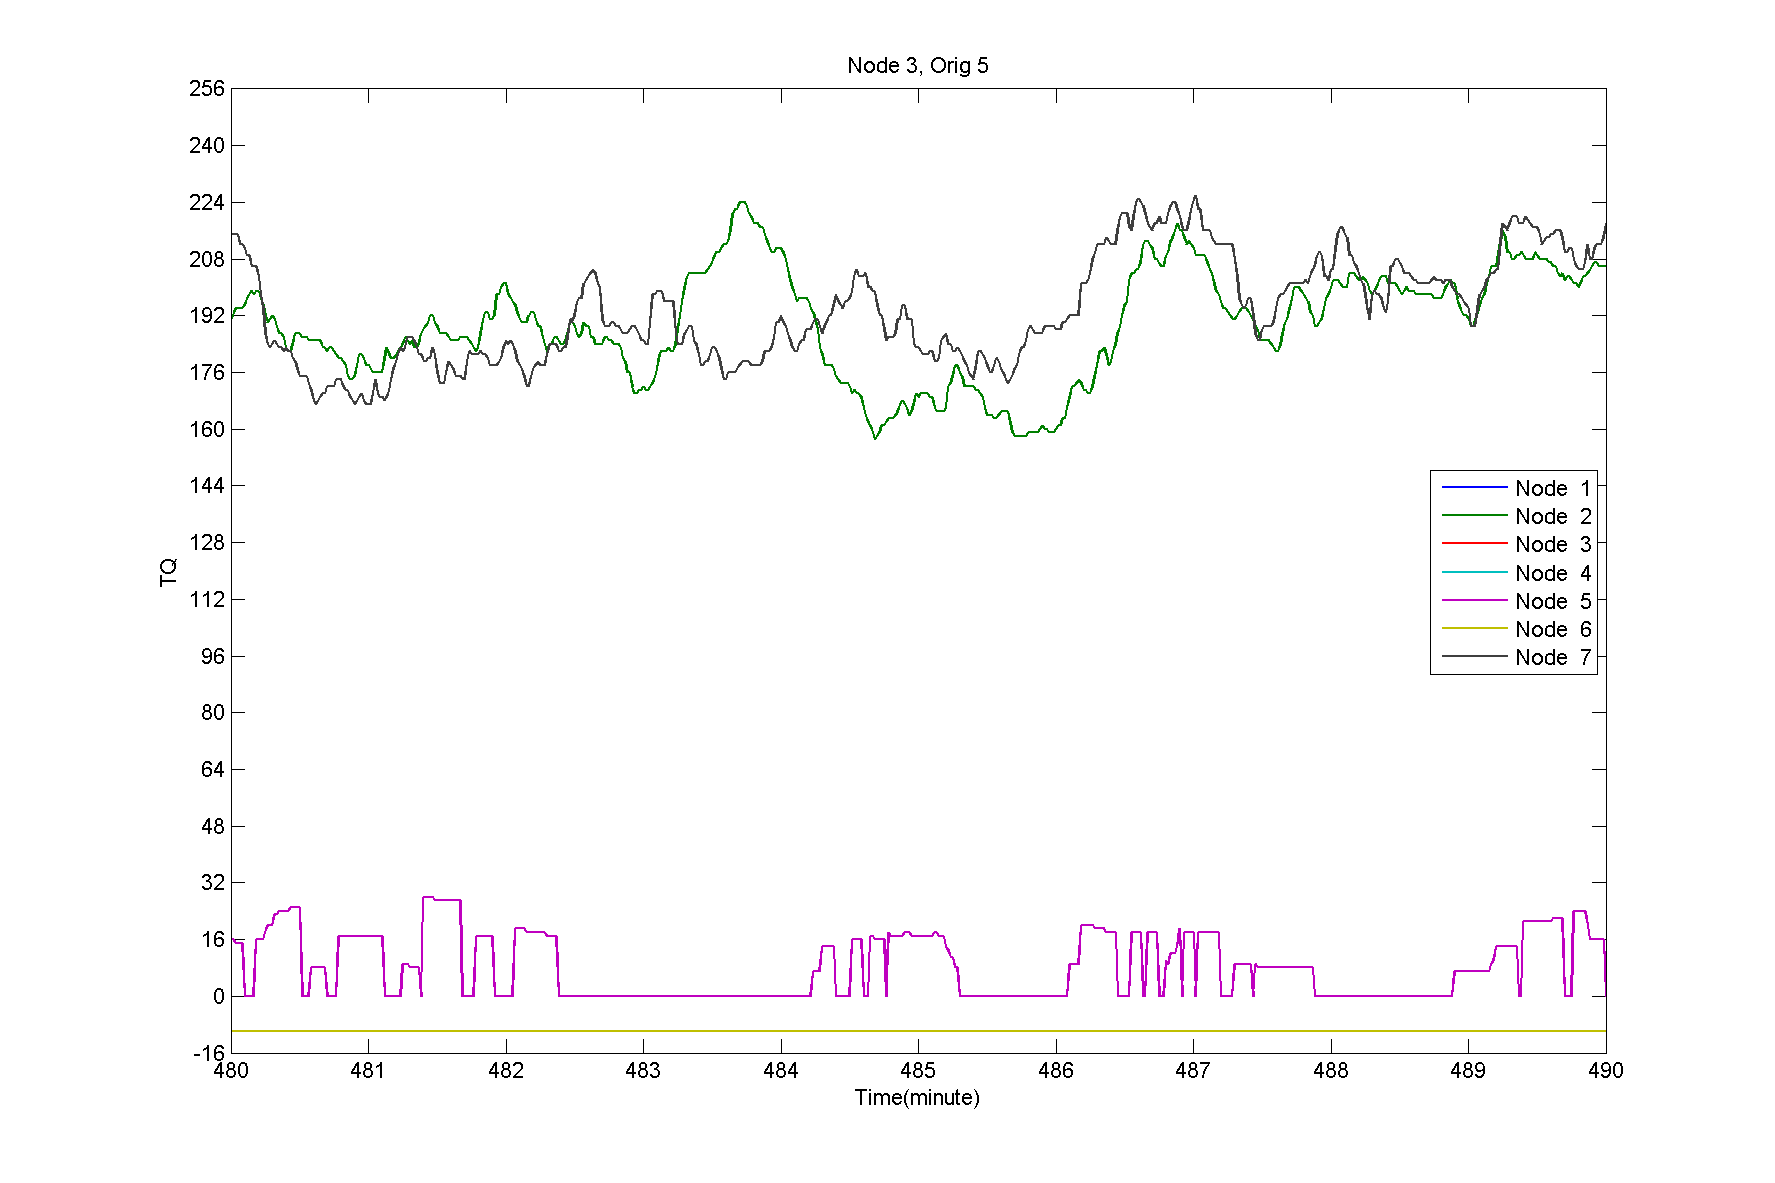 Node 3, Orig 5
256
240
224
208
192
176
160
144
128
112
96
80
64
48
32
16
0
-16
TQ
Node 1
Node 2
Node 3
Node 4
Node 5
Node 6
Node 7
480 481 482 483 484 485 486 487 488 489 490
Time(minute)